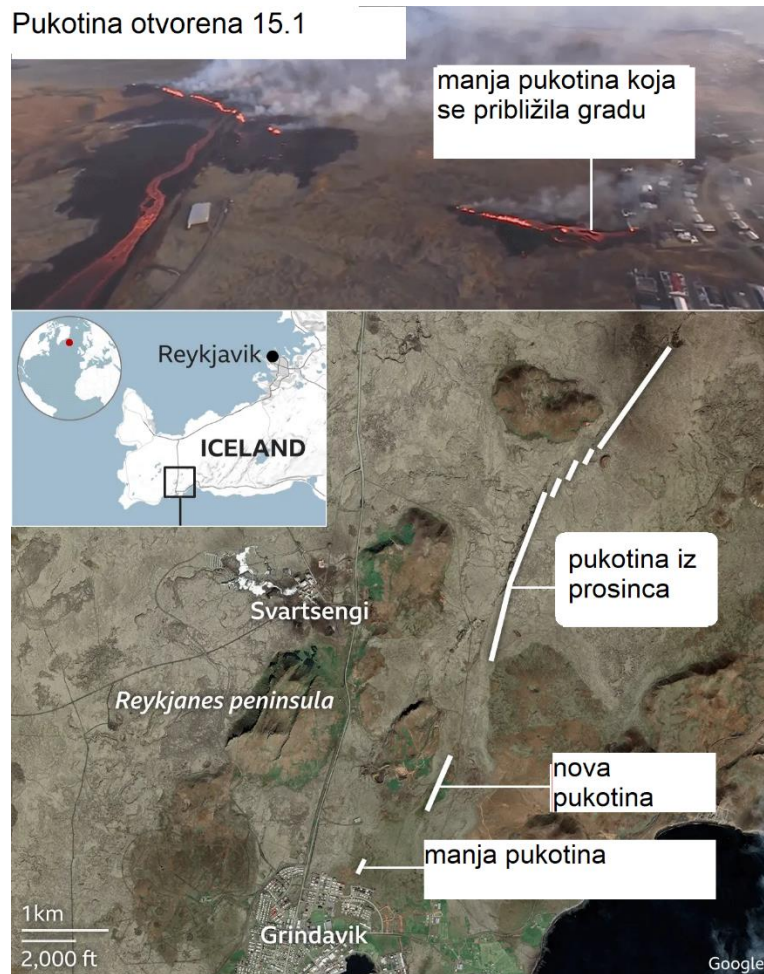 Pukotina otvorena 15.1
manja pukotina koja
se približila gradu
Reykjavik
ICELAND
pukotina iz
prosinca
Svartsengi
Reykjanes peninsula
nova
pukotina
manja pukotina
1km
2,000 ft
Grindavik
Google